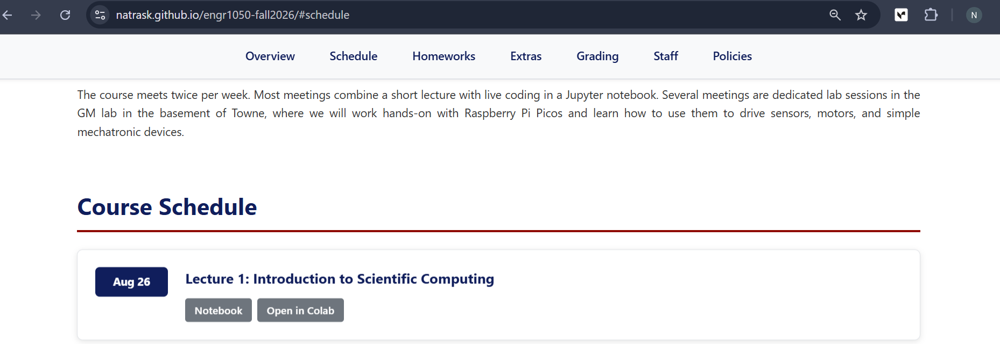 natrask.github.io/engr1050-fall2026/#schedule
N
Overview Schedule Homeworks Extras Grading Staff Policies
The course meets twice per week. Most meetings combine a short lecture with live coding in a Jupyter notebook. Several meetings are dedicated lab sessions in the
GM lab in the basement of Towne, where we will work hands-on with Raspberry Pi Picos and learn how to use them to drive sensors, motors, and simple
mechatronic devices.
Course Schedule
Aug 26
Lecture 1: Introduction to Scientific Computing
Notebook Open in Colab